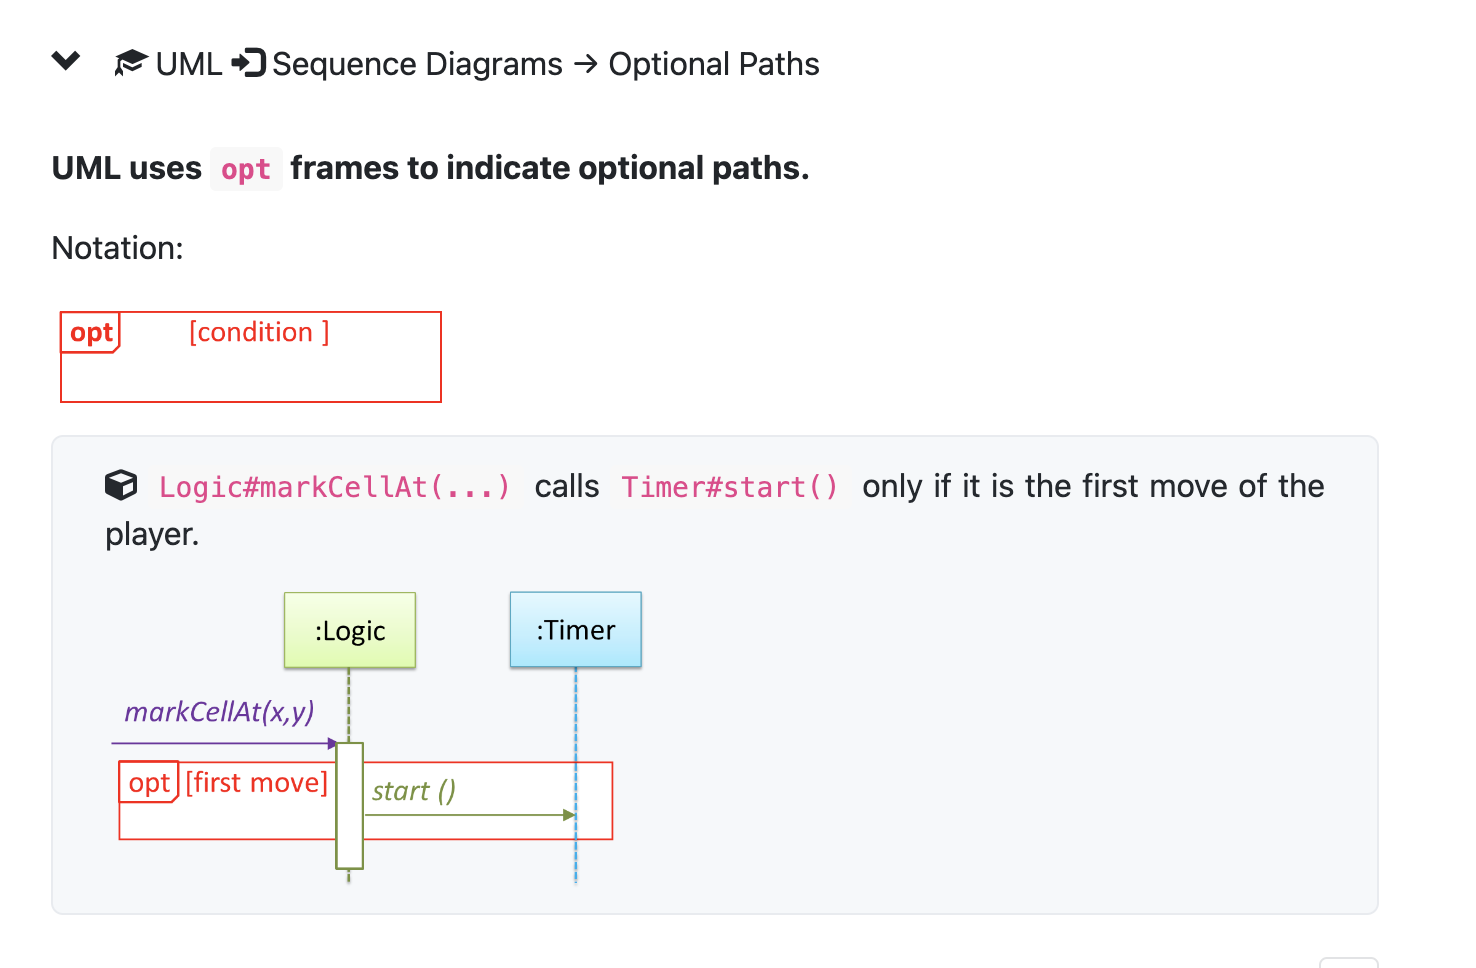 UML Sequence Diagrams → Optional Paths
UML uses opt frames to indicate optional paths.
Notation:
opt [condition ]
Logic#markCellAt(...) calls Timer#start() only if it is the first move of the
player.
:Logic :Timer
markCellAt(x,y)
opt [first move] start ()